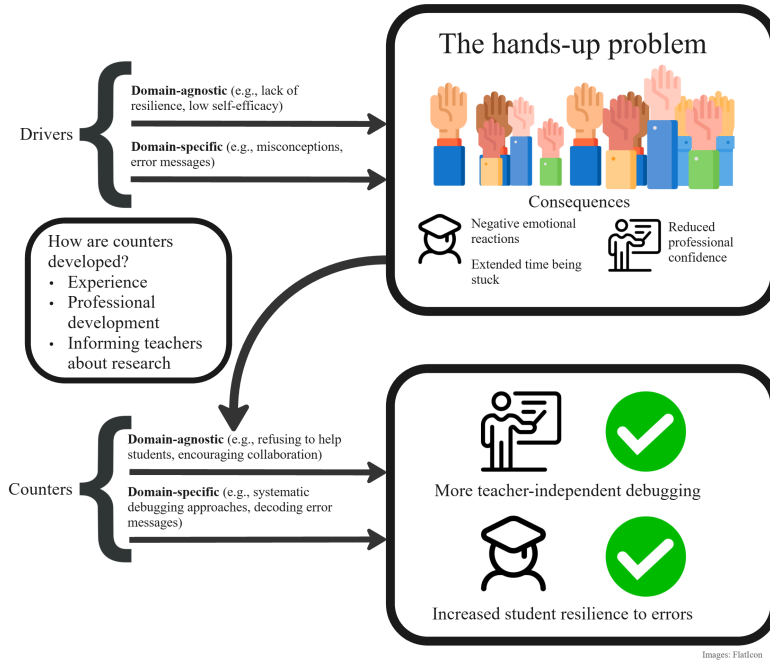 The hands-up problem
Drivers
Domain-agnostic (e.g., lack of
resilience, low self-efficacy)
Domain-specific (e.g., misconceptions,
error messages)
Consequences
Negative emotional
reactions
Extended time being
stuck
Reduced
professional
confidence
How are counters
developed?
• Experience
• Professional
development
• Informing teachers
about research
Counters
Domain-agnostic (e.g., refusing to help
students, encouraging collaboration)
Domain-specific (e.g., systematic
debugging approaches, decoding error
messages)
More teacher-independent debugging
Increased student resilience to errors
Images: FlatIcon